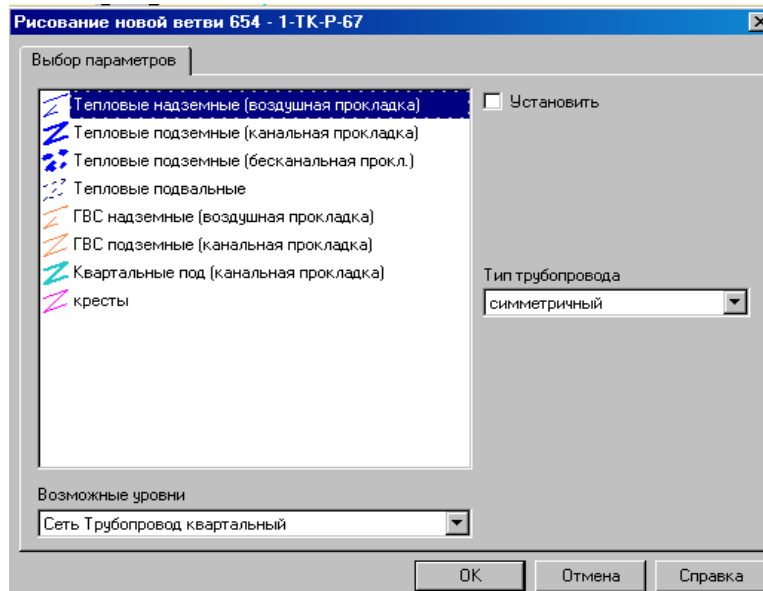 Рисование новой ветви 654 - 1-ТК-Р-67
Выбор параметров
Тепловые надземные (воздушная прокладка)
Установить
Тепловые подземные (канальная прокладка)
Тепловые подземные (бесканальная прокл.)
Тепловые подвальные
ГВС надземные (воздушная прокладка)
ГВС подземные (канальная прокладка)
Квартальные под (канальная прокладка)
кресты
Тип трубопровода
симметричный
Возможные уровни
Сеть Трубопровод квартальный
OK
Отмена
Справка